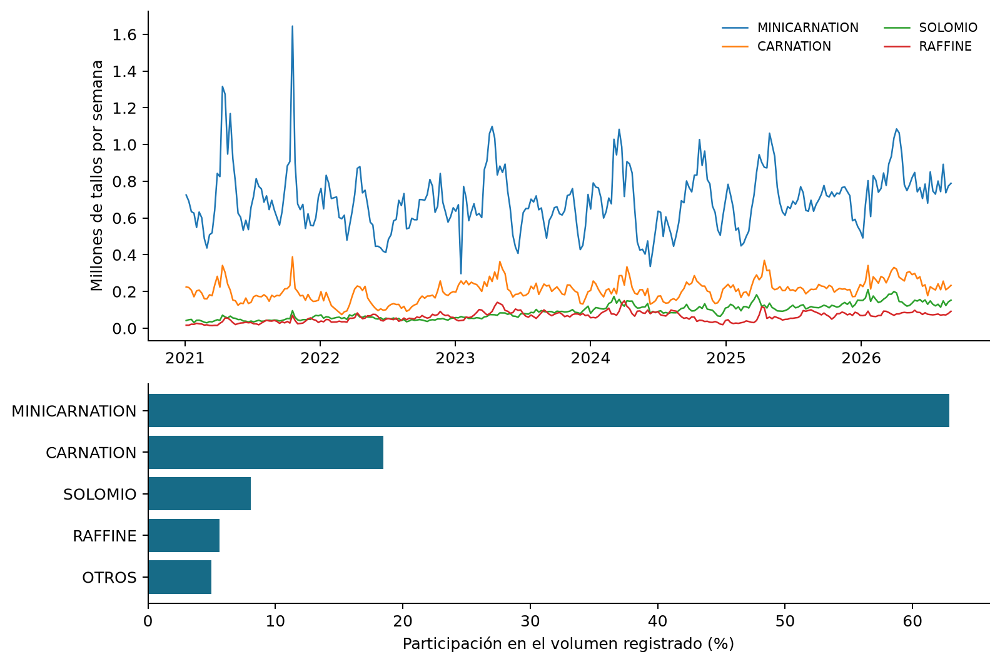 Millones de tallos por semana
1.6
1.4
1.2
1.0
0.8
0.6
0.4
0.2
0.0
MINICARNATION
CARNATION
SOLOMIO
RAFFINE
2021 2022 2023 2024 2025 2026
MINICARNATION
CARNATION
SOLOMIO
RAFFINE
OTROS
0 10 20 30 40 50 60
Participación en el volumen registrado (%)